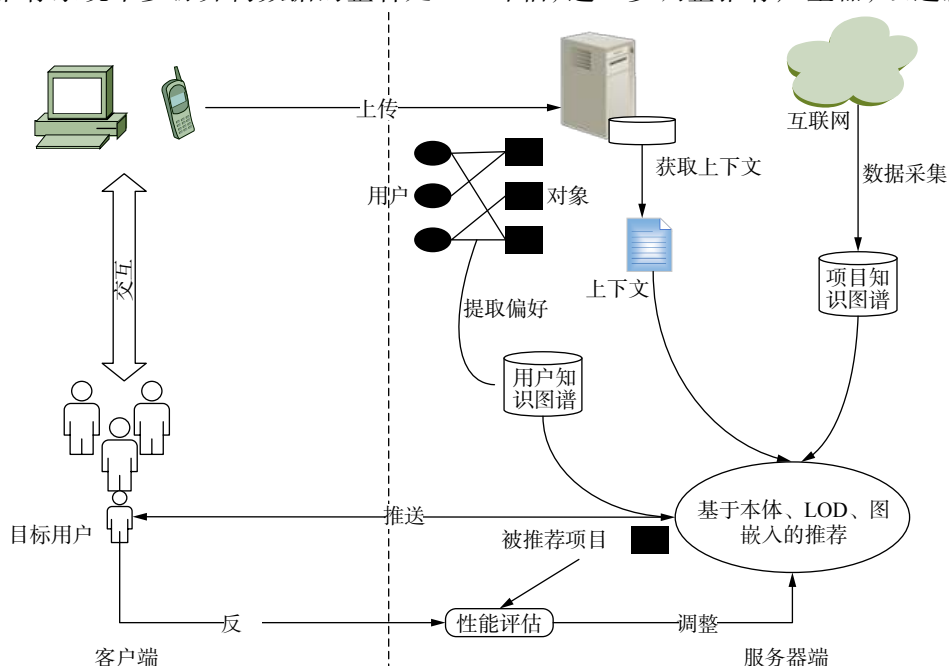 上传
互联网
获取上下文
数据采集
用户
对象
交互
上下文
项目知
识图谱
提取偏好
用户知
识图谱
基于本体、LOD、图
嵌入的推荐
推送
目标用户
被推荐项目
反
性能评估
调整
客户端
服务器端